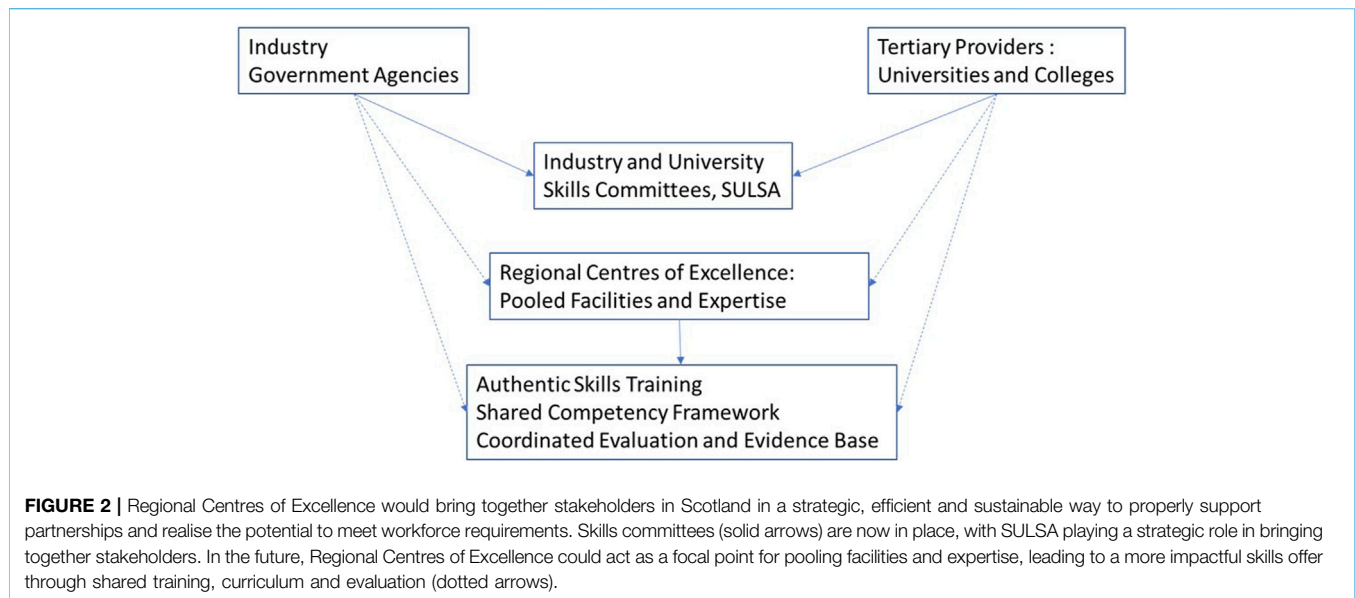 Industry
Government Agencies
Tertiary Providers :
Universities and Colleges
Industry and University
Skills Committees, SULSA
Regional Centres of Excellence:
Pooled Facilities and Expertise
Authentic Skills Training
Shared Competency Framework
Coordinated Evaluation and Evidence Base
FIGURE 2 | Regional Centres of Excellence would bring together stakeholders in Scotland in a strategic, efficient and sustainable way to properly support
partnerships and realise the potential to meet workforce requirements. Skills committees (solid arrows) are now in place, with SULSA playing a strategic role in bringing
together stakeholders. In the future, Regional Centres of Excellence could act as a focal point for pooling facilities and expertise, leading to a more impactful skills offer
through shared training, curriculum and evaluation (dotted arrows).